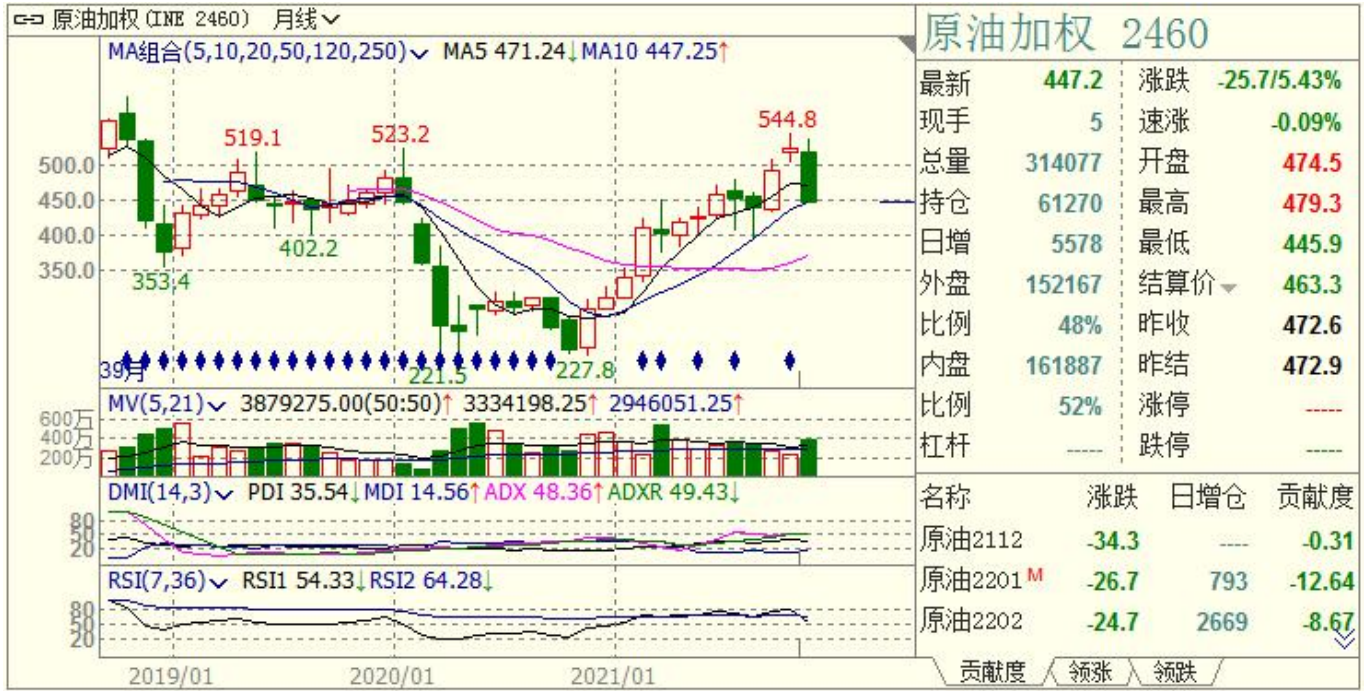 原油加权(INE 2460) 月线
MA组合(5,10,20,50,120,250) MA5 471.24↓ MA10 447.25↑
544.8
519.1
523.2
500.0
450.0
400.0
402.2
350.0
353.4
39月
221.5
227.8
MV(5,21) 3879275.00(50:50)↑ 3334198.25↑ 2946051.25↑
600万
400万
200万
DMI(14,3) PDI 35.54↓ MDI 14.56↑ ADX 48.36↑ ADXR 49.43↓
80
50
20
RSI(7,36) RSI1 54.33↓ RSI2 64.28↓
80
50
20
2019/01 2020/01 2021/01
原油加权 2460
最新 447.2 涨跌 -25.7/5.43%
现手 5 速涨 -0.09%
总量 314077 开盘 474.5
持仓 61270 最高 479.3
日增 5578 最低 445.9
外盘 152167 结算价 463.3
比例 48% 昨收 472.6
内盘 161887 昨结 472.9
比例 52% 涨停 -----
杠杆 ----- 跌停 -----
名称 涨跌 日增仓 贡献度
原油2112 -34.3 ---- -0.31
原油2201 M -26.7 793 -12.64
原油2202 -24.7 2669 -8.67
贡献度 领涨 领跌